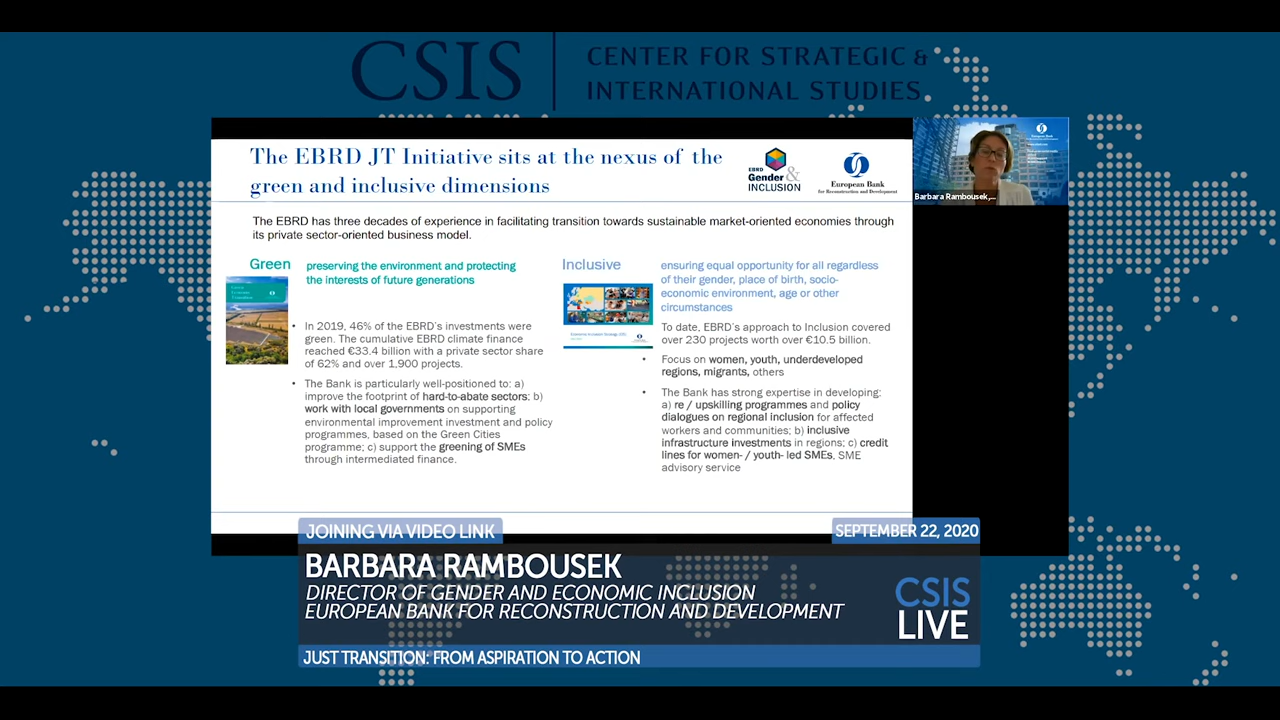 CSIS
CENTER FOR STRATEGIC &
INTERNATIONAL STUDIES
The EBRD JT Initiative sits at the nexus of the
green and inclusive dimensions
EBRD
Gender &
INCLUSION
European Bank
for Reconstruction and Development
The EBRD has three decades of experience in facilitating transition towards sustainable market-oriented economies through
its private sector-oriented business model.
Green
preserving the environment and protecting
the interests of future generations
• In 2019, 46% of the EBRD's investments were
green. The cumulative EBRD climate finance
reached €33.4 billion with a private sector share
of 62% and over 1,900 projects.
• The Bank is particularly well-positioned to: a)
improve the footprint of hard-to-abate sectors; b)
work with local governments on supporting
environmental improvement investment and policy
programmes, based on the Green Cities
programme; c) support the greening of SMEs
through intermediated finance.
Inclusive
ensuring equal opportunity for all regardless
of their gender, place of birth, socio-
economic environment, age or other
circumstances
To date, EBRD's approach to Inclusion covered
over 230 projects worth over €10.5 billion.
• Focus on women, youth, underdeveloped
regions, migrants, others
• The Bank has strong expertise in developing:
a) re / upskilling programmes and policy
dialogues on regional inclusion for affected
workers and communities; b) inclusive
infrastructure investments in regions; c) credit
lines for women- / youth- led SMEs, SME
advisory service
European Bank
Barbara Rambousek,...
JOINING VIA VIDEO LINK
SEPTEMBER 22, 2020
BARBARA RAMBOUSEK
DIRECTOR OF GENDER AND ECONOMIC INCLUSION
EUROPEAN BANK FOR RECONSTRUCTION AND DEVELOPMENT
CSIS
LIVE
JUST TRANSITION: FROM ASPIRATION TO ACTION